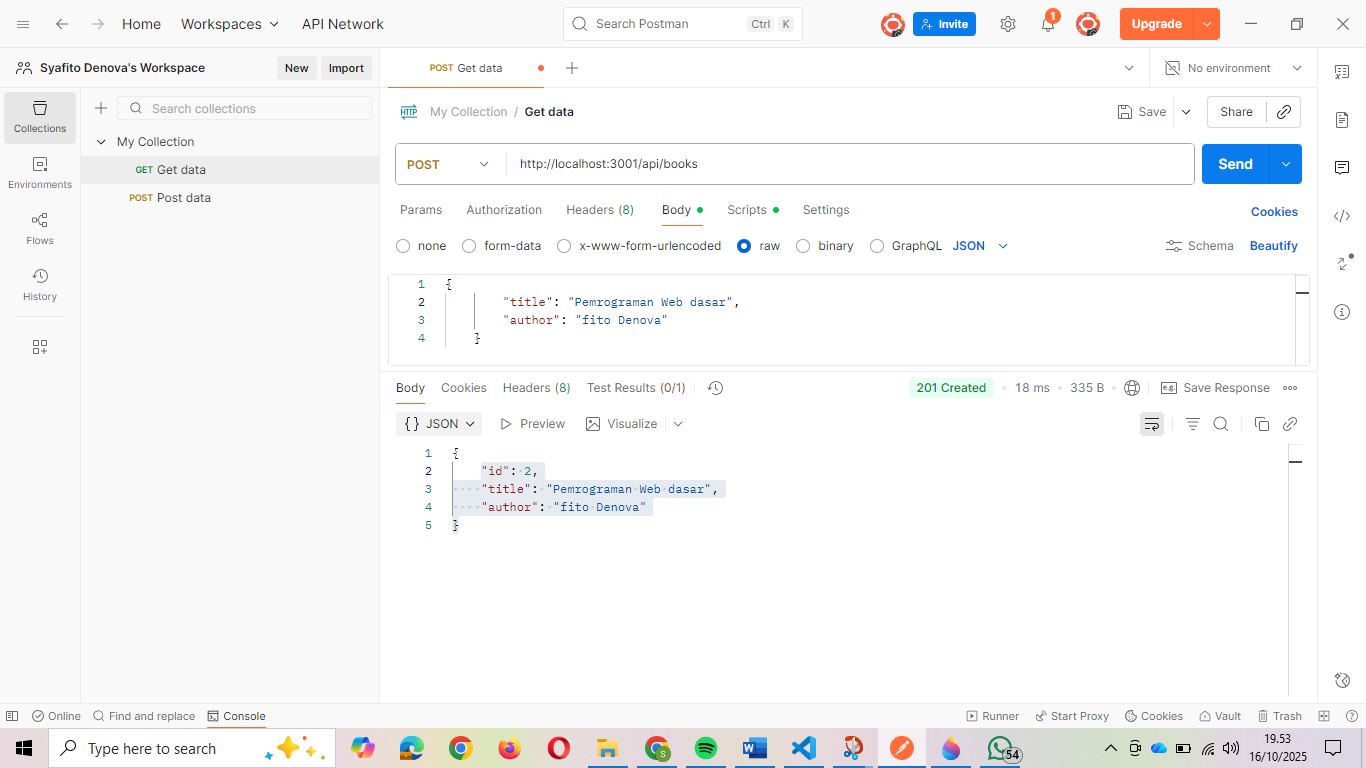 Home Workspaces API Network Search Postman Ctrl K Invite 1 Upgrade
Syafito Denova's Workspace New Import POST Get data No environment
Collections Search collections
HTTP My Collection / Get data Save Share
My Collection
GET Get data
POST Post data
Environments
Flows
History
POST http://localhost:3001/api/books Send
Params Authorization Headers (8) Body Scripts Settings Cookies
none form-data x-www-form-urlencoded raw binary GraphQL JSON Schema Beautify
1 {
2 "title": "Pemrograman Web dasar",
3 "author": "fito Denova"
4 }
Body Cookies Headers (8) Test Results (0/1) 201 Created 18 ms 335 B e.g. Save Response
{} JSON Preview Visualize
1 {
2 "id": 2,
3 "title": "Pemrograman Web dasar",
4 "author": "fito Denova"
5 }
Online Find and replace Console Runner Start Proxy Cookies Vault Trash
Type here to search S W 54 19.53
16/10/2025